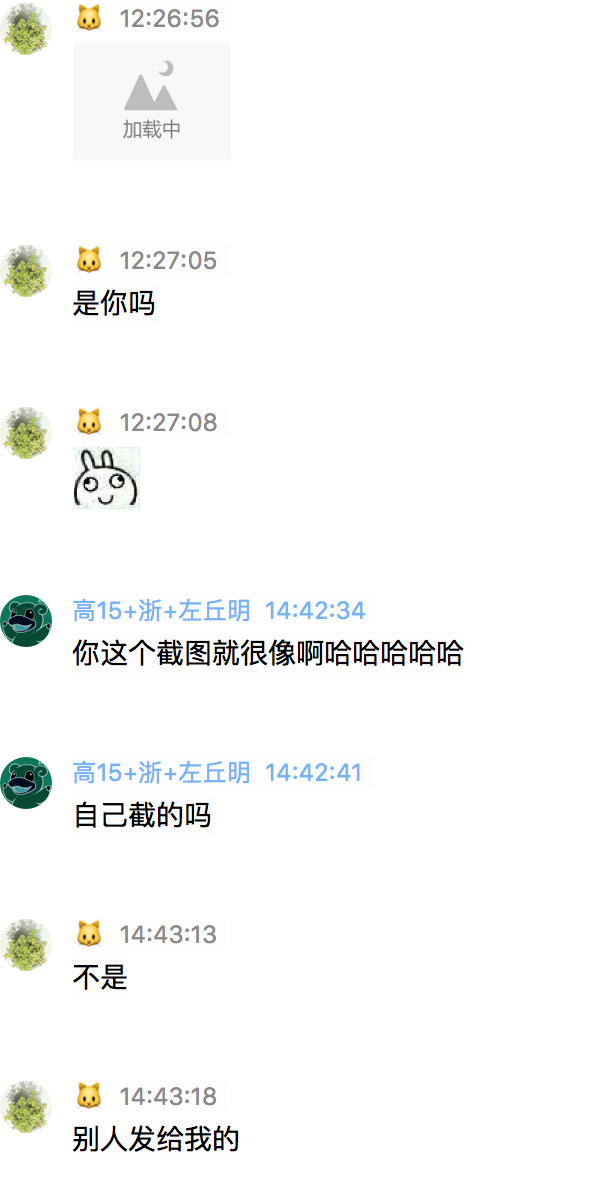 🐱 12:26:56
加载中
🐱 12:27:05
是你吗
🐱 12:27:08
高15+浙+左丘明 14:42:34
你这个截图就很像啊哈哈哈哈哈
高15+浙+左丘明 14:42:41
自己截的吗
🐱 14:43:13
不是
🐱 14:43:18
别人发给我的